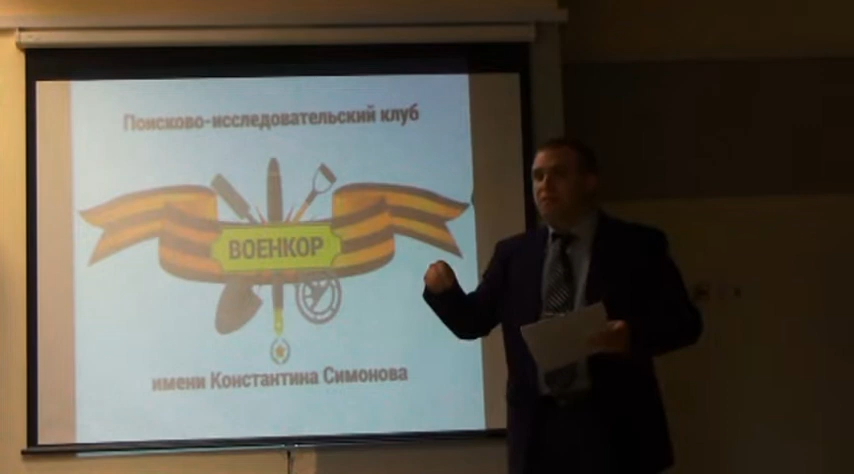 Поисково-исследовательский клуб
ВОЕНКОР
имени Константина Симонова